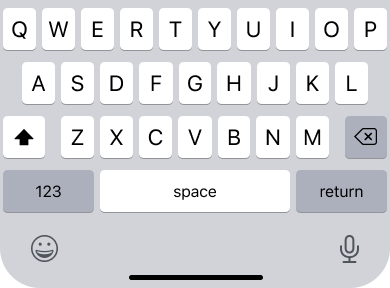 Q W E R T Y U I O P
A S D F G H J K L
Z X C V B N M
123 space return